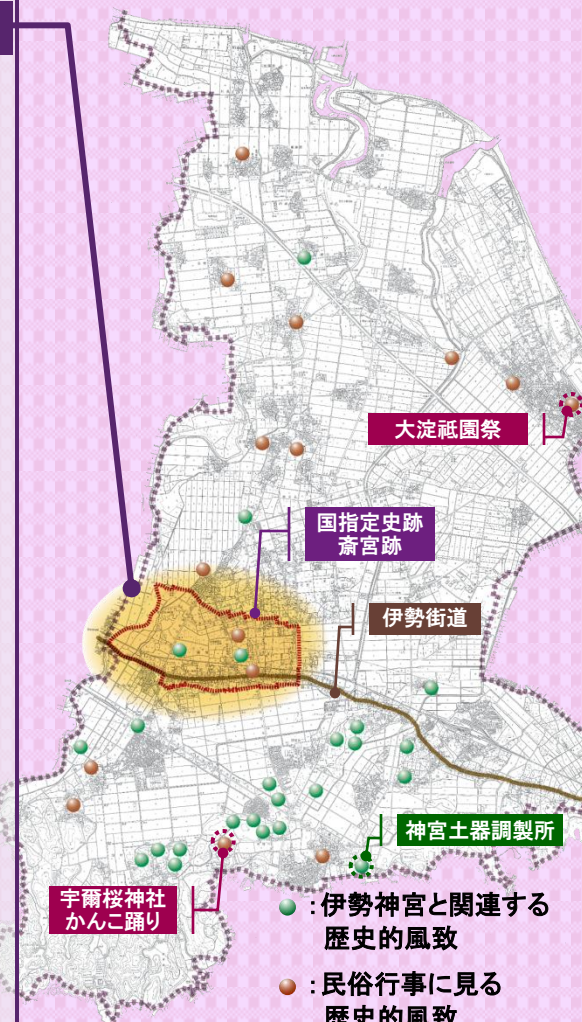 大淀祇園祭
国指定史跡
斎宮跡
伊勢街道
神宮土器調製所
宇爾桜神社
かんこ踊り
：伊勢神宮と関連する
歴史的風致
：民俗行事に見る
歴史的風致